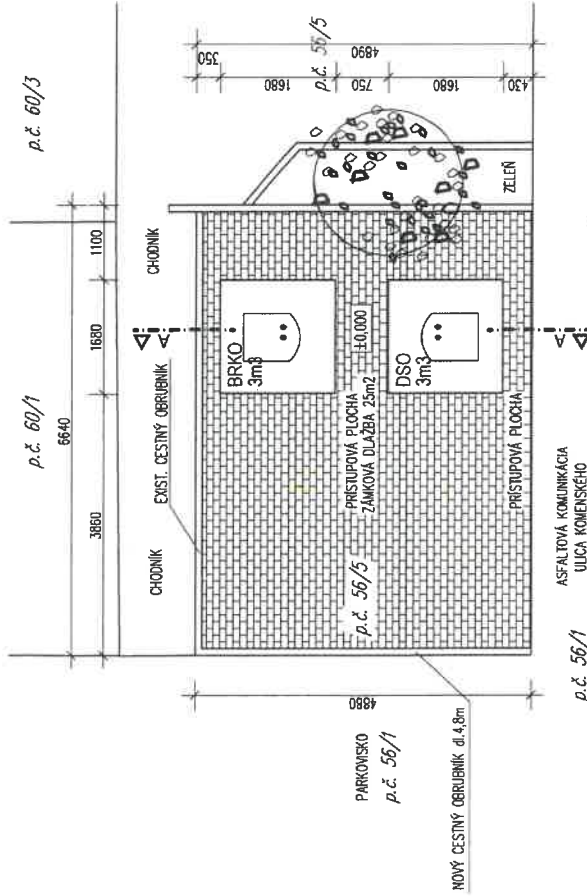 p.č. 60/1
p.č. 60/3
6640
3860
1680
1100
CHODNÍK
EXIST. CESTNÝ OBRUBNÍK
CHODNÍK
A
350
1680
750
1680
430
4890
p.č. 56/5
BRKO
3m3
PRÍSTUPOVÁ PLOCHA
ZÁMKOVÁ DLAŽBA 25m2
±0,000
p.č. 56/5
DSO
3m3
ZELEŇ
PRÍSTUPOVÁ PLOCHA
A
4880
PARKOVISKO
p.č. 56/1
NOVÝ CESTNÝ OBRUBNÍK dl.4,8m
p.č. 56/1
ASFALTOVÁ KOMUNIKÁCIA
ULICA KOMENSKÉHO